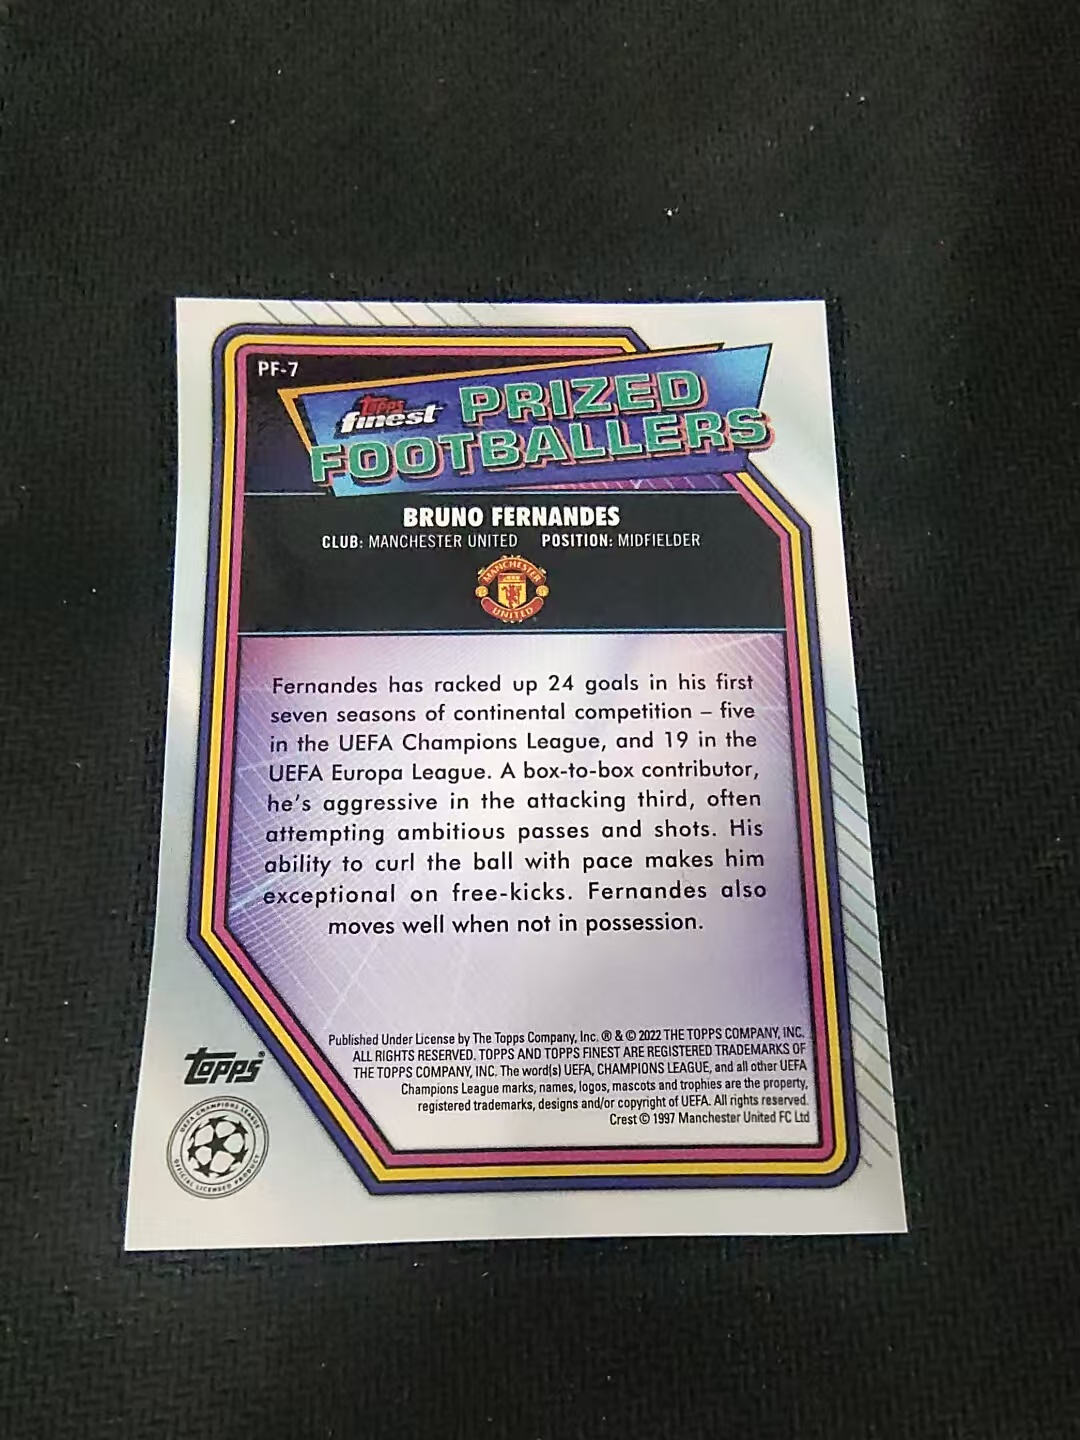 PF-7
Topps
finest PRIZED
FOOTBALLERS
BRUNO FERNANDES
CLUB: MANCHESTER UNITED POSITION: MIDFIELDER
MANCHESTER
UNITED
Fernandes has racked up 24 goals in his first
seven seasons of continental competition – five
in the UEFA Champions League, and 19 in the
UEFA Europa League. A box-to-box contributor,
he's aggressive in the attacking third, often
attempting ambitious passes and shots. His
ability to curl the ball with pace makes him
exceptional on free-kicks. Fernandes also
moves well when not in possession.
Published Under License by The Topps Company, Inc. ® & © 2022 THE TOPPS COMPANY, INC.
ALL RIGHTS RESERVED. TOPPS AND TOPPS FINEST ARE REGISTERED TRADEMARKS OF
THE TOPPS COMPANY, INC. The word(s) UEFA, CHAMPIONS LEAGUE, and all other UEFA
Champions League marks, names, logos, mascots and trophies are the property,
registered trademarks, designs and/or copyright of UEFA. All rights reserved.
Crest © 1997 Manchester United FC Ltd
Topps®
UEFA CHAMPIONS LEAGUE
OFFICIAL LICENSED PRODUCT